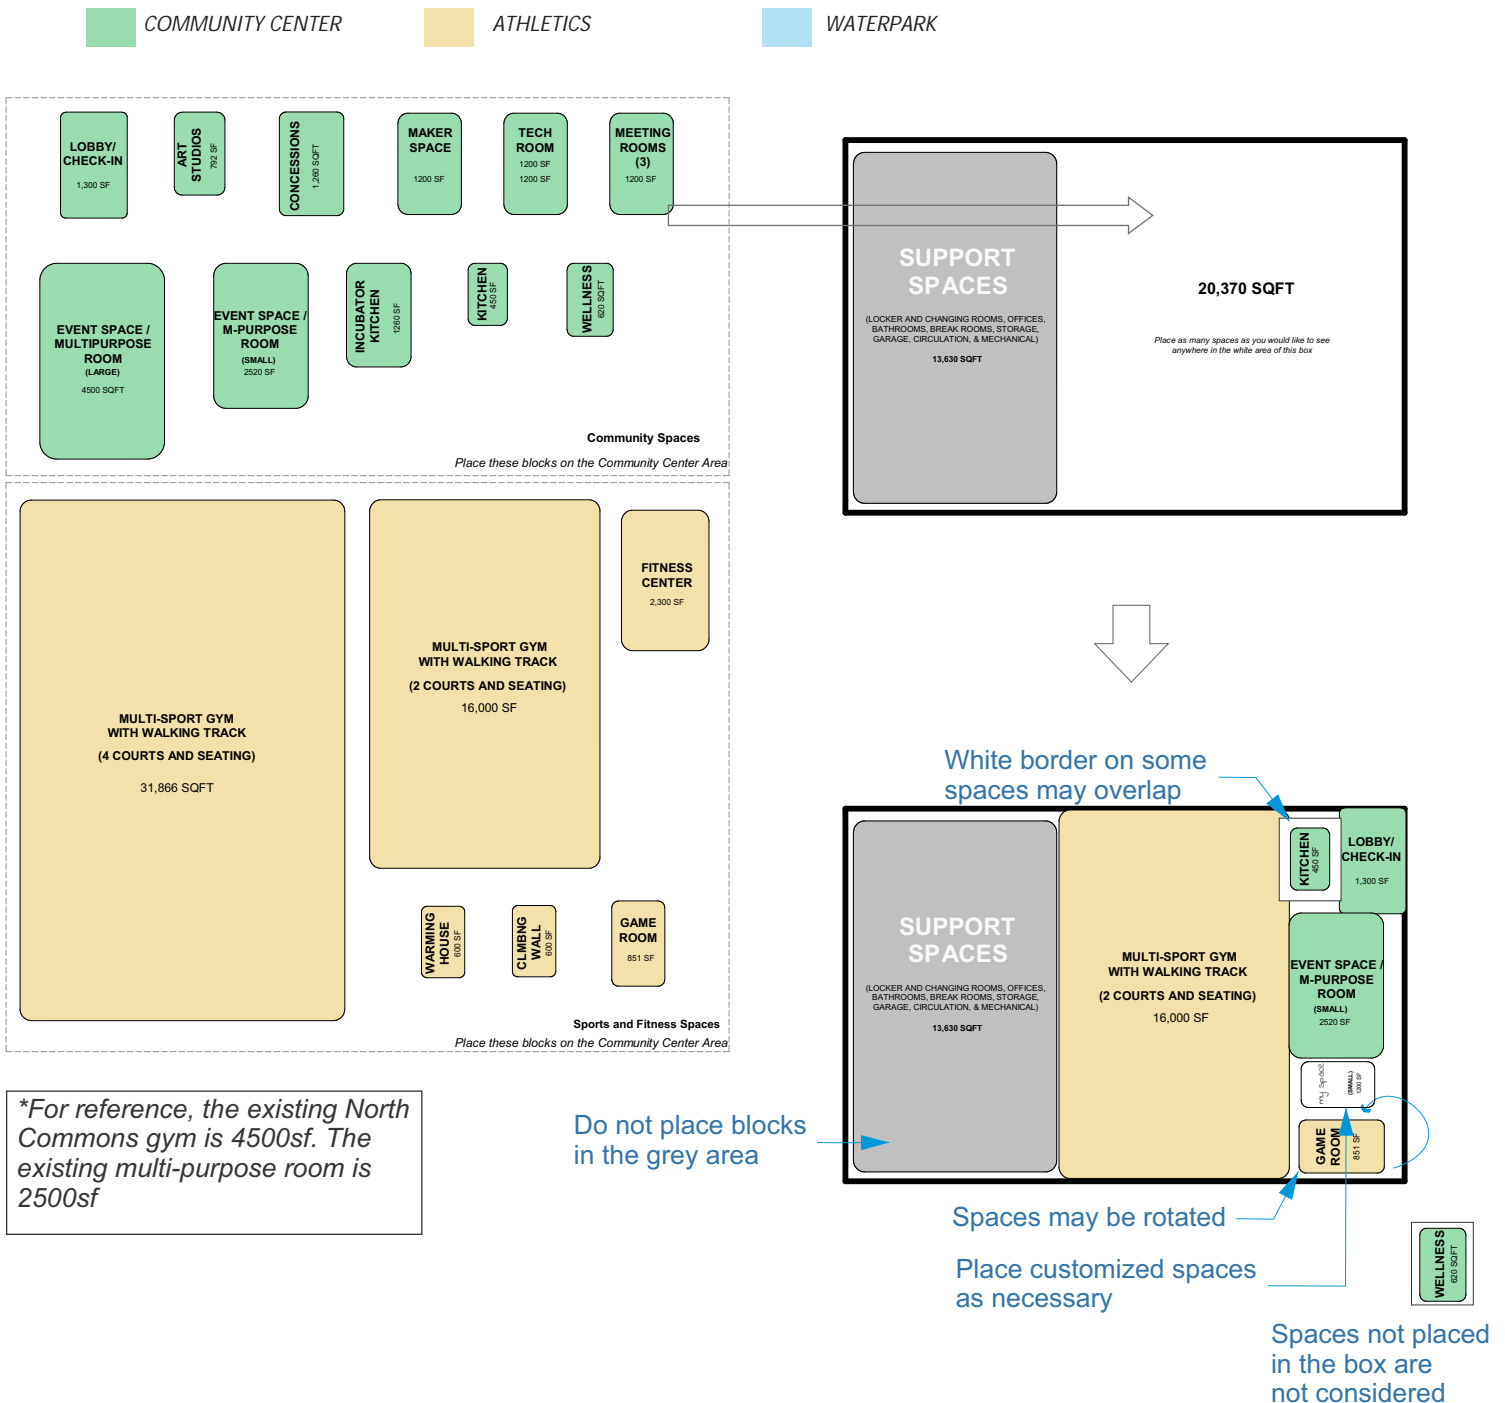 COMMUNITY CENTER
ATHLETICS
WATERPARK
LOBBY/
CHECK-IN
1,300 SF
ART
STUDIOS
792 SF
CONCESSIONS
1,260 SQFT
MAKER
SPACE
1200 SF
TECH
ROOM
1200 SF
1200 SF
MEETING
ROOMS
(3)
1200 SF
EVENT SPACE /
MULTIPURPOSE
ROOM
(LARGE)
4500 SQFT
EVENT SPACE /
M-PURPOSE
ROOM
(SMALL)
2520 SF
INCUBATOR
KITCHEN
1260 SF
KITCHEN
450 SF
WELLNESS
620 SQFT
Community Spaces
Place these blocks on the Community Center Area
SUPPORT
SPACES
(LOCKER AND CHANGING ROOMS, OFFICES,
BATHROOMS, BREAK ROOMS, STORAGE,
GARAGE, CIRCULATION, & MECHANICAL)
13,630 SQFT
20,370 SQFT
Place as many spaces as you would like to see
anywhere in the white area of this box
MULTI-SPORT GYM
WITH WALKING TRACK
(4 COURTS AND SEATING)
31,866 SQFT
MULTI-SPORT GYM
WITH WALKING TRACK
(2 COURTS AND SEATING)
16,000 SF
FITNESS
CENTER
2,300 SF
WARMING
HOUSE
600 SF
CLMBNG
WALL
600 SF
GAME
ROOM
851 SF
Sports and Fitness Spaces
Place these blocks on the Community Center Area
*For reference, the existing North
Commons gym is 4500sf. The
existing multi-purpose room is
2500sf
White border on some
spaces may overlap
SUPPORT
SPACES
(LOCKER AND CHANGING ROOMS, OFFICES,
BATHROOMS, BREAK ROOMS, STORAGE,
GARAGE, CIRCULATION, & MECHANICAL)
13,630 SQFT
MULTI-SPORT GYM
WITH WALKING TRACK
(2 COURTS AND SEATING)
16,000 SF
KITCHEN
450 SF
LOBBY/
CHECK-IN
1,300 SF
EVENT SPACE /
M-PURPOSE
ROOM
(SMALL)
2520 SF
my space
(SMALL)
1200 SF
GAME
ROOM
851 SF
Do not place blocks
in the grey area
Spaces may be rotated
Place customized spaces
as necessary
WELLNESS
620 SQFT
Spaces not placed
in the box are
not considered